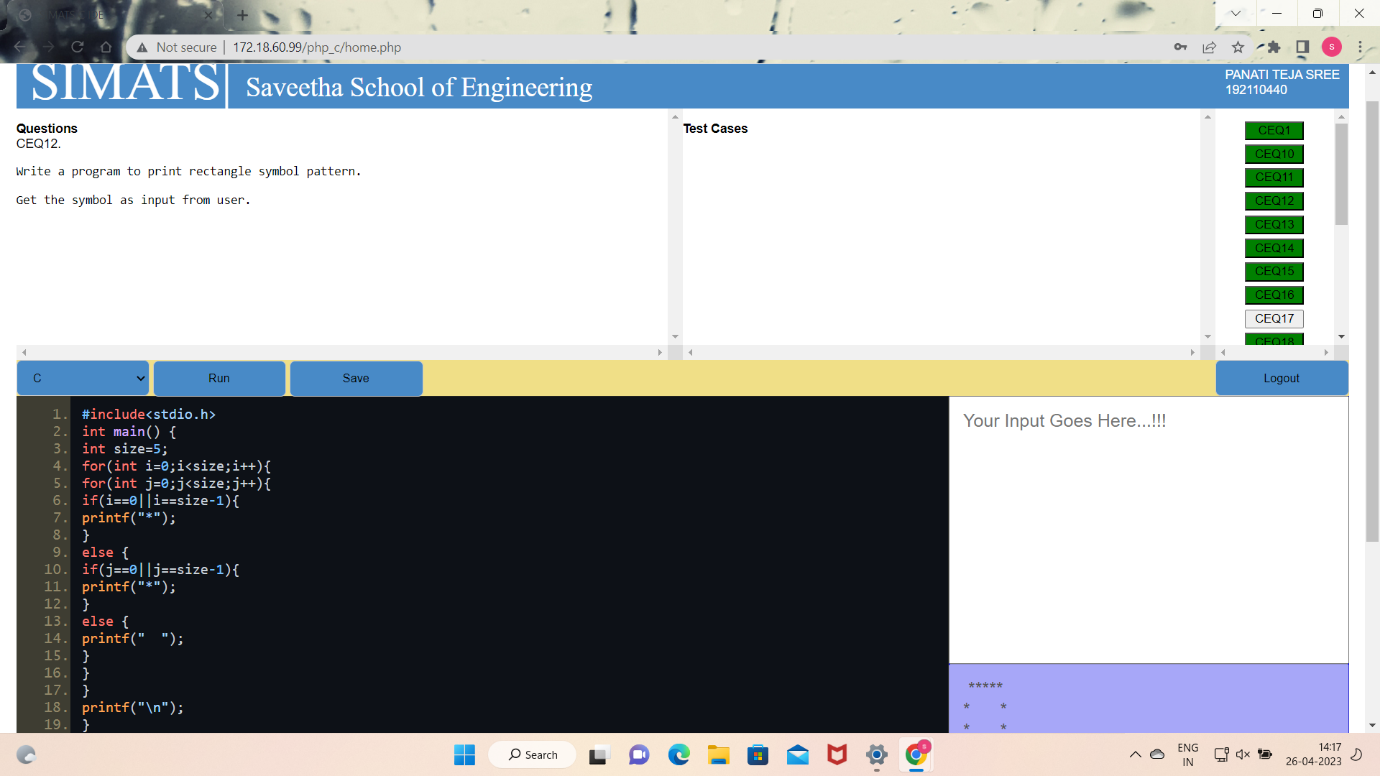 Not secure | 172.18.60.99/php_c/home.php
S
SIMATS
Saveetha School of Engineering
PANATI TEJA SREE
192110440
Questions
CEQ12.
Write a program to print rectangle symbol pattern.
Get the symbol as input from user.
Test Cases
CEQ1
CEQ10
CEQ11
CEQ12
CEQ13
CEQ14
CEQ15
CEQ16
CEQ17
CEQ18
C
Run
Save
Logout
1. #include<stdio.h>
2. int main() {
3. int size=5;
4. for(int i=0;i<size;i++){
5. for(int j=0;j<size;j++){
6. if(i==0||i==size-1){
7. printf("*");
8. }
9. else {
10. if(j==0||j==size-1){
11. printf("*");
12. }
13. else {
14. printf("  ");
15. }
16. }
17. }
18. printf("\n");
19. }
Your Input Goes Here...!!!
*****
*      *
*      *
Search
S
ENG
IN
14:17
26-04-2023